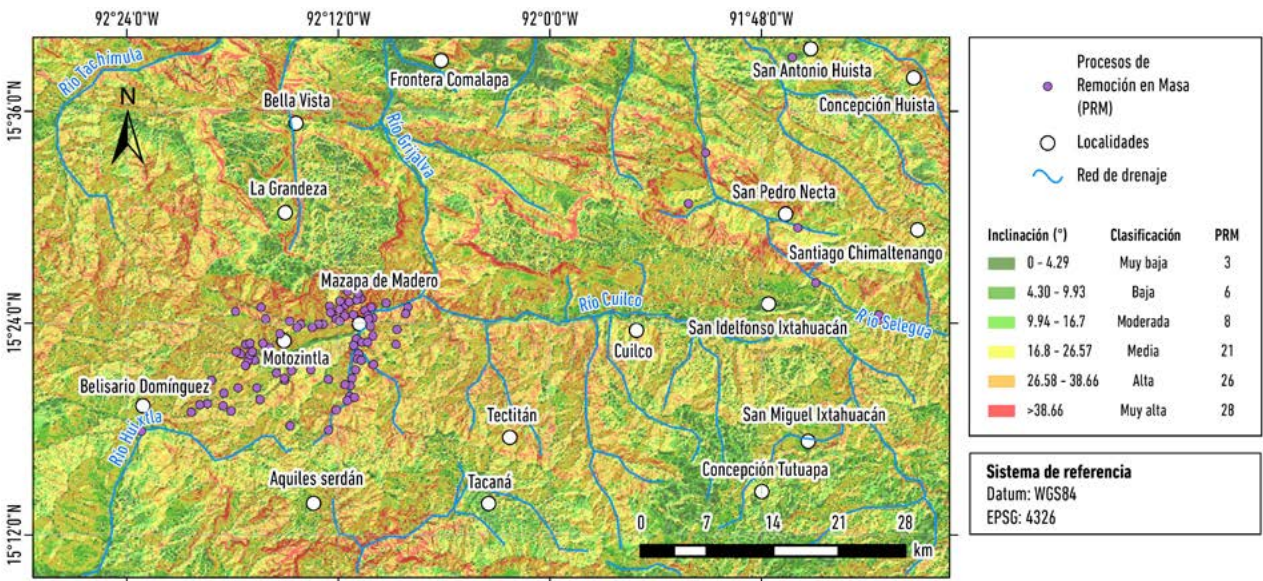 92°24'0"W 92°12'0"W 92°0'0"W 91°48'0"W
15°36'0"N
15°24'0"N
15°12'0"N
N
Río Tachimula
Frontera Comalapa
San Antonio Huista
Concepción Huista
Bella Vista
Río Grijalva
La Grandeza
San Pedro Necta
Santiago Chimaltenango
Mazapa de Madero
Río Cuilco
Río Selegua
San Idelfonso Ixtahuacán
Motozintla
Cuilco
Belisario Domínguez
Río Huixtla
Tectitán
San Miguel Ixtahuacán
Concepción Tutuapa
Aquiles serdán
Tacaná
0 7 14 21 28
km
Procesos de
Remoción en Masa
(PRM)
Localidades
Red de drenaje
Inclinación (°) Clasificación PRM
0 - 4.29 Muy baja 3
4.30 - 9.93 Baja 6
9.94 - 16.7 Moderada 8
16.8 - 26.57 Media 21
26.58 - 38.66 Alta 26
>38.66 Muy alta 28
Sistema de referencia
Datum: WGS84
EPSG: 4326